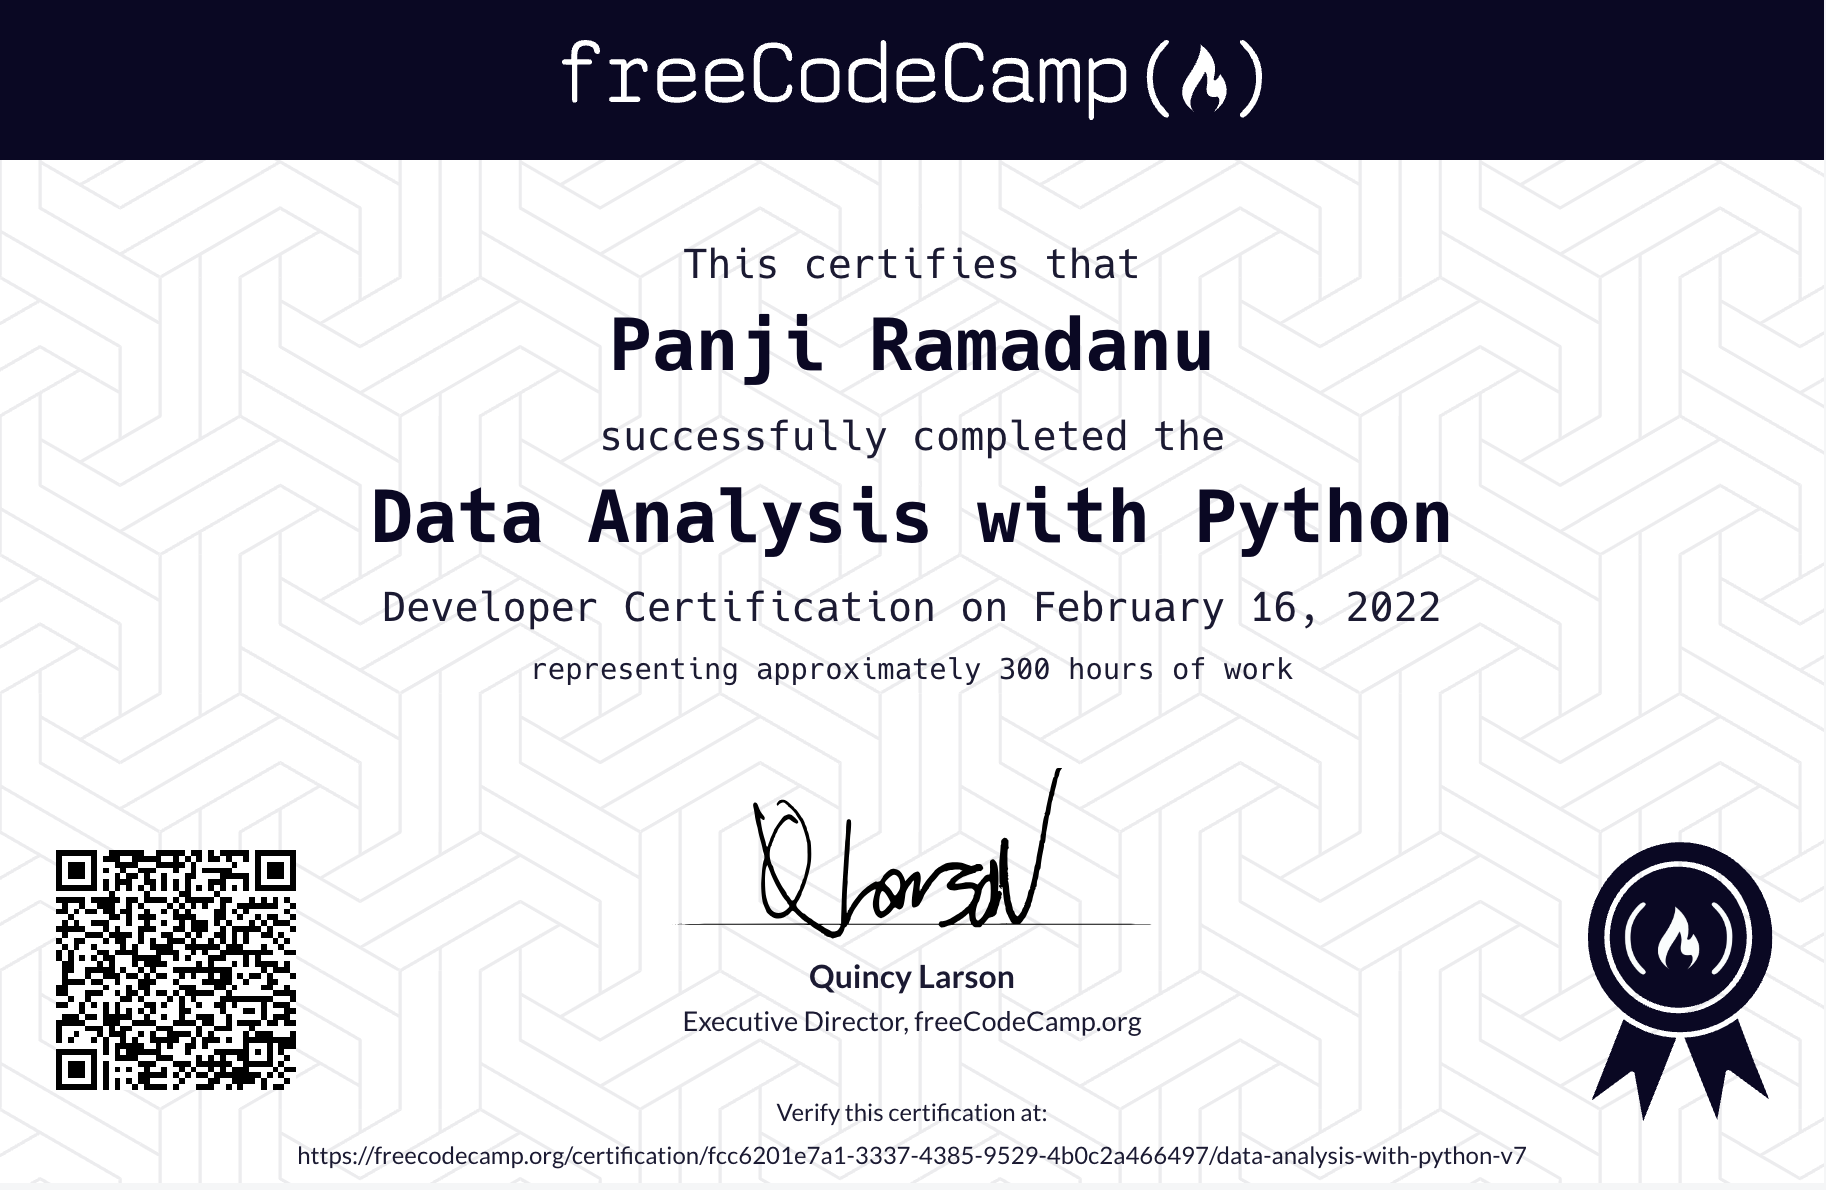 freeCodeCamp
This certifies that
Panji Ramadanu
successfully completed the
Data Analysis with Python
Developer Certification on February 16, 2022
representing approximately 300 hours of work
Q Larson
Quincy Larson
Executive Director, freeCodeCamp.org
Verify this certification at:
https://freecodecamp.org/certification/fcc6201e7a1-3337-4385-9529-4b0c2a466497/data-analysis-with-python-v7